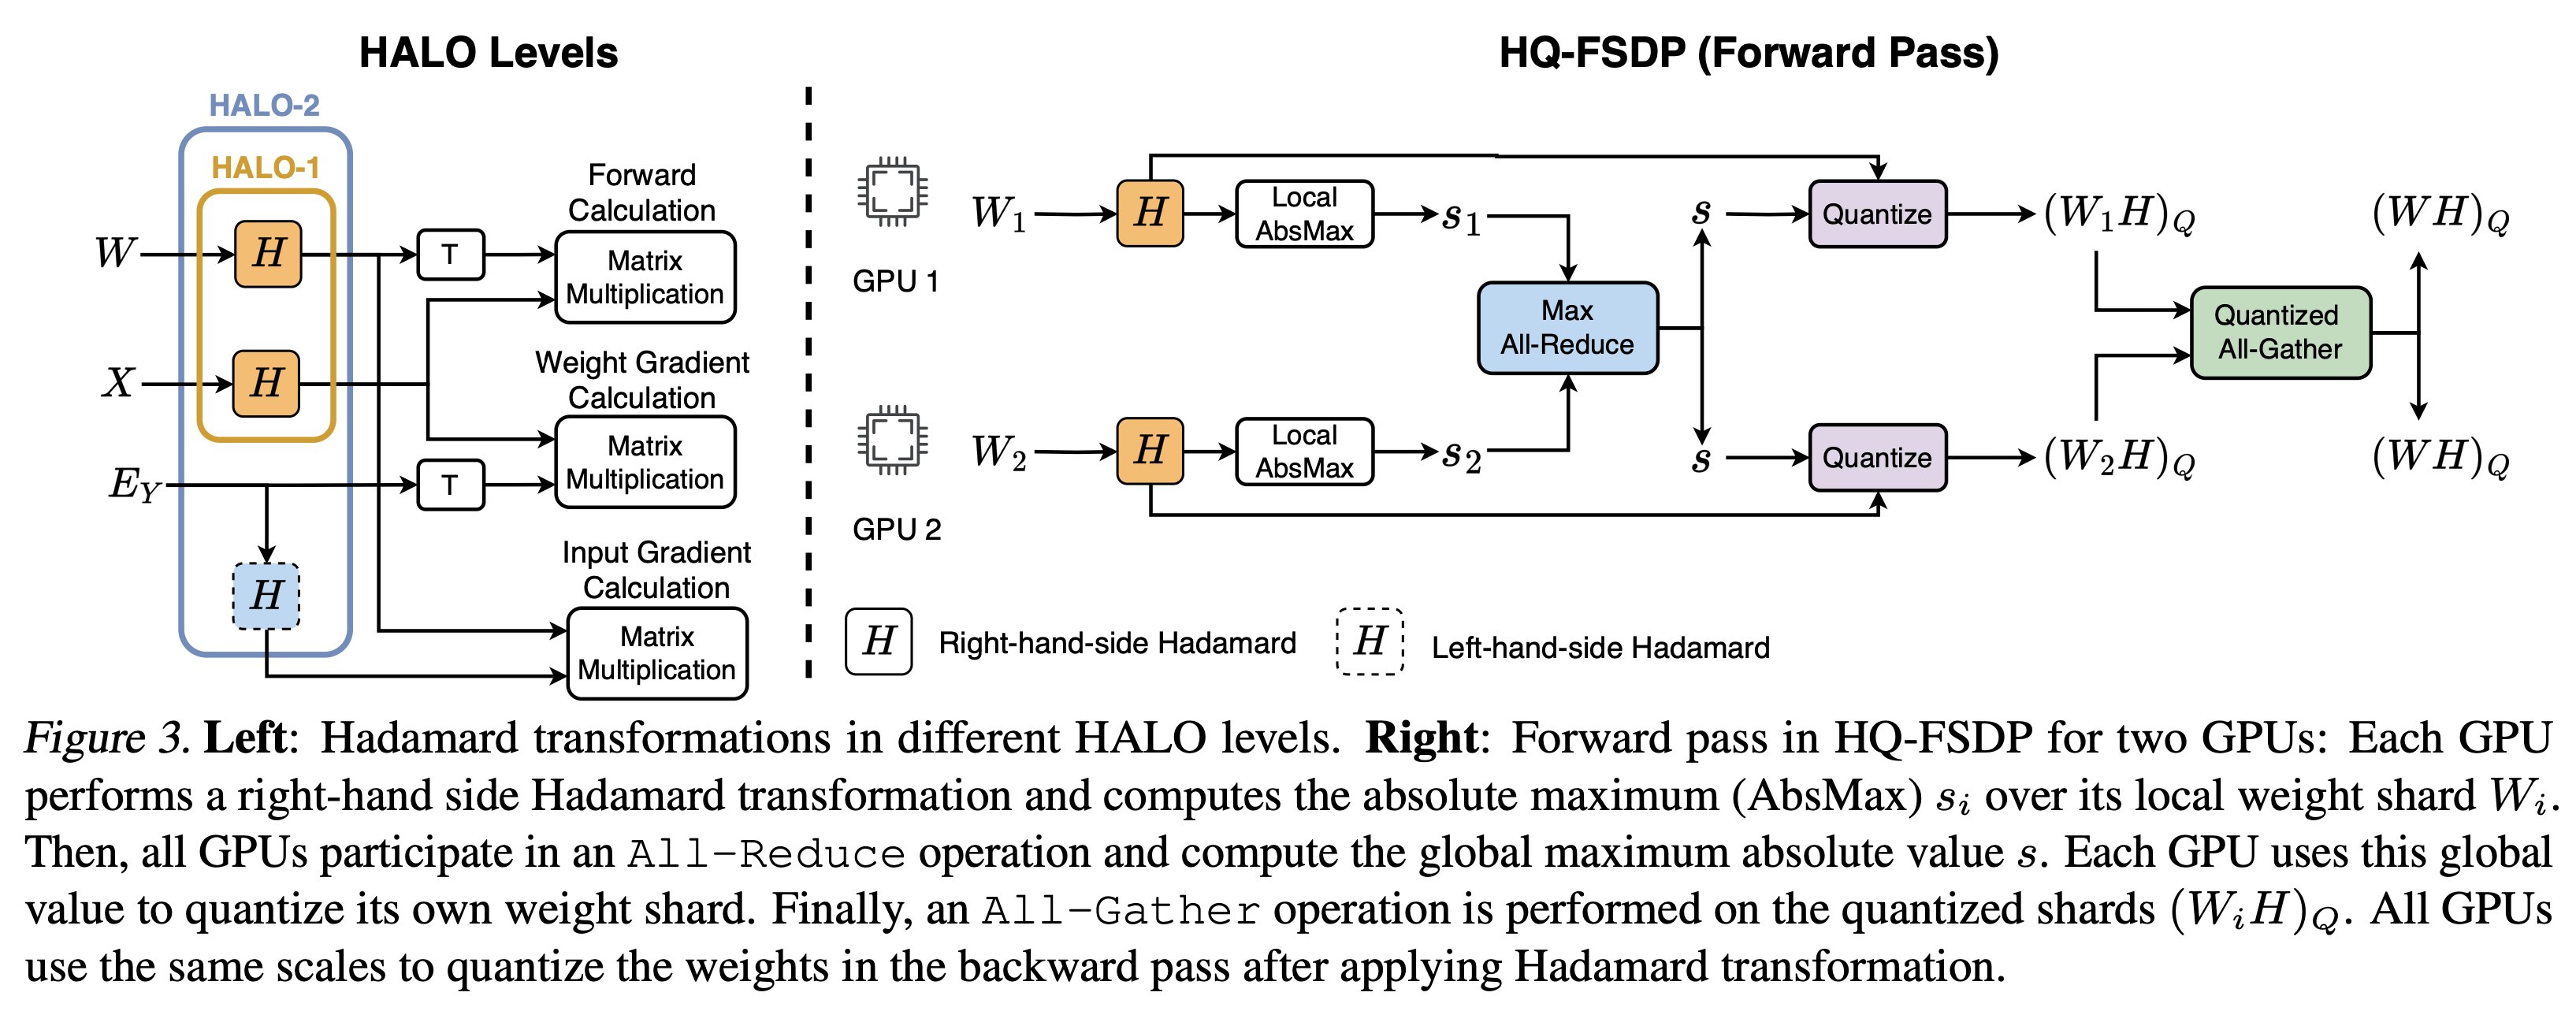 HALO Levels
HALO-2
HALO-1
W
H
X
H
E_Y
H
T
T
Forward
Calculation
Matrix
Multiplication
Weight Gradient
Calculation
Matrix
Multiplication
Input Gradient
Calculation
Matrix
Multiplication
HQ-FSDP (Forward Pass)
GPU 1
W₁
H
Local
AbsMax
s₁
GPU 2
W₂
H
Local
AbsMax
s₂
Max
All-Reduce
s
s
Quantize
Quantize
(W₁H)_Q
(W₂H)_Q
Quantized
All-Gather
(WH)_Q
(WH)_Q
H Right-hand-side Hadamard
H Left-hand-side Hadamard
Figure 3. Left: Hadamard transformations in different HALO levels. Right: Forward pass in HQ-FSDP for two GPUs: Each GPU
performs a right-hand side Hadamard transformation and computes the absolute maximum (AbsMax) s_i over its local weight shard W_i.
Then, all GPUs participate in an All-Reduce operation and compute the global maximum absolute value s. Each GPU uses this global
value to quantize its own weight shard. Finally, an All-Gather operation is performed on the quantized shards (W_iH)_Q. All GPUs
use the same scales to quantize the weights in the backward pass after applying Hadamard transformation.